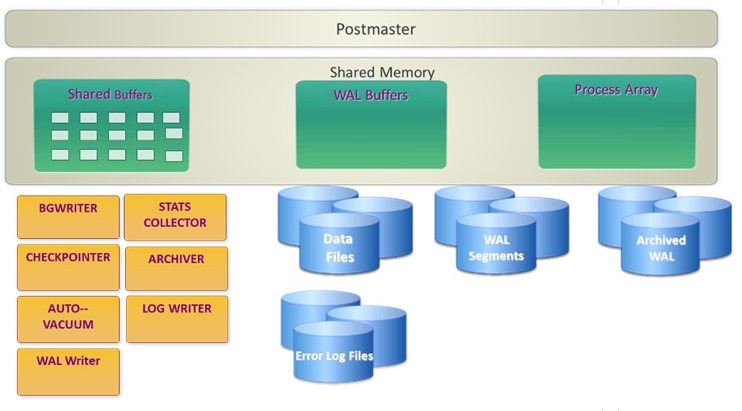 Postmaster
Shared Memory
Shared Buffers
WAL Buffers
Process Array
BGWRITER
STATS
COLLECTOR
CHECKPOINTER
ARCHIVER
AUTO--
VACUUM
LOG WRITER
WAL Writer
Data
Files
WAL
Segments
Archived
WAL
Error Log Files